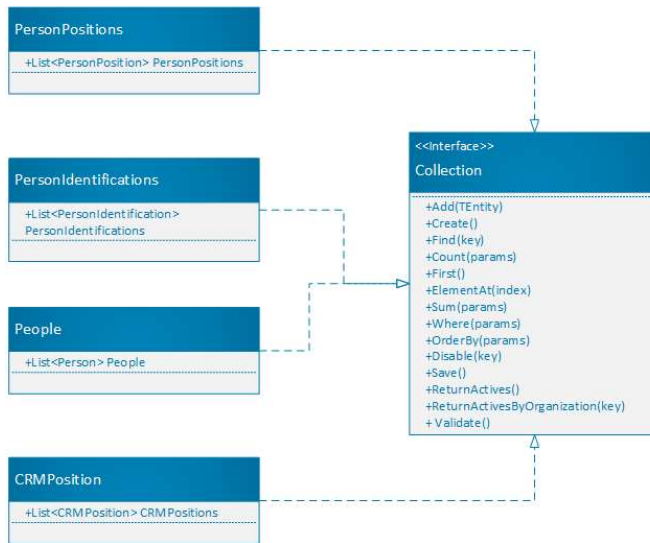 PersonPositions
+List<PersonPosition> PersonPositions
PersonIdentifications
+List<PersonIdentification>
PersonIdentifications
People
+List<Person> People
CRMPosition
+List<CRMPosition> CRMPositions
<<Interface>>
Collection
+Add(TEntity)
+Create()
+Find(key)
+Count(params)
+First()
+ElementAt(index)
+Sum(params)
+Where(params)
+OrderBy(params)
+Disable(key)
+Save()
+ReturnActives()
+ReturnActivesByOrganization(key)
+ Validate()